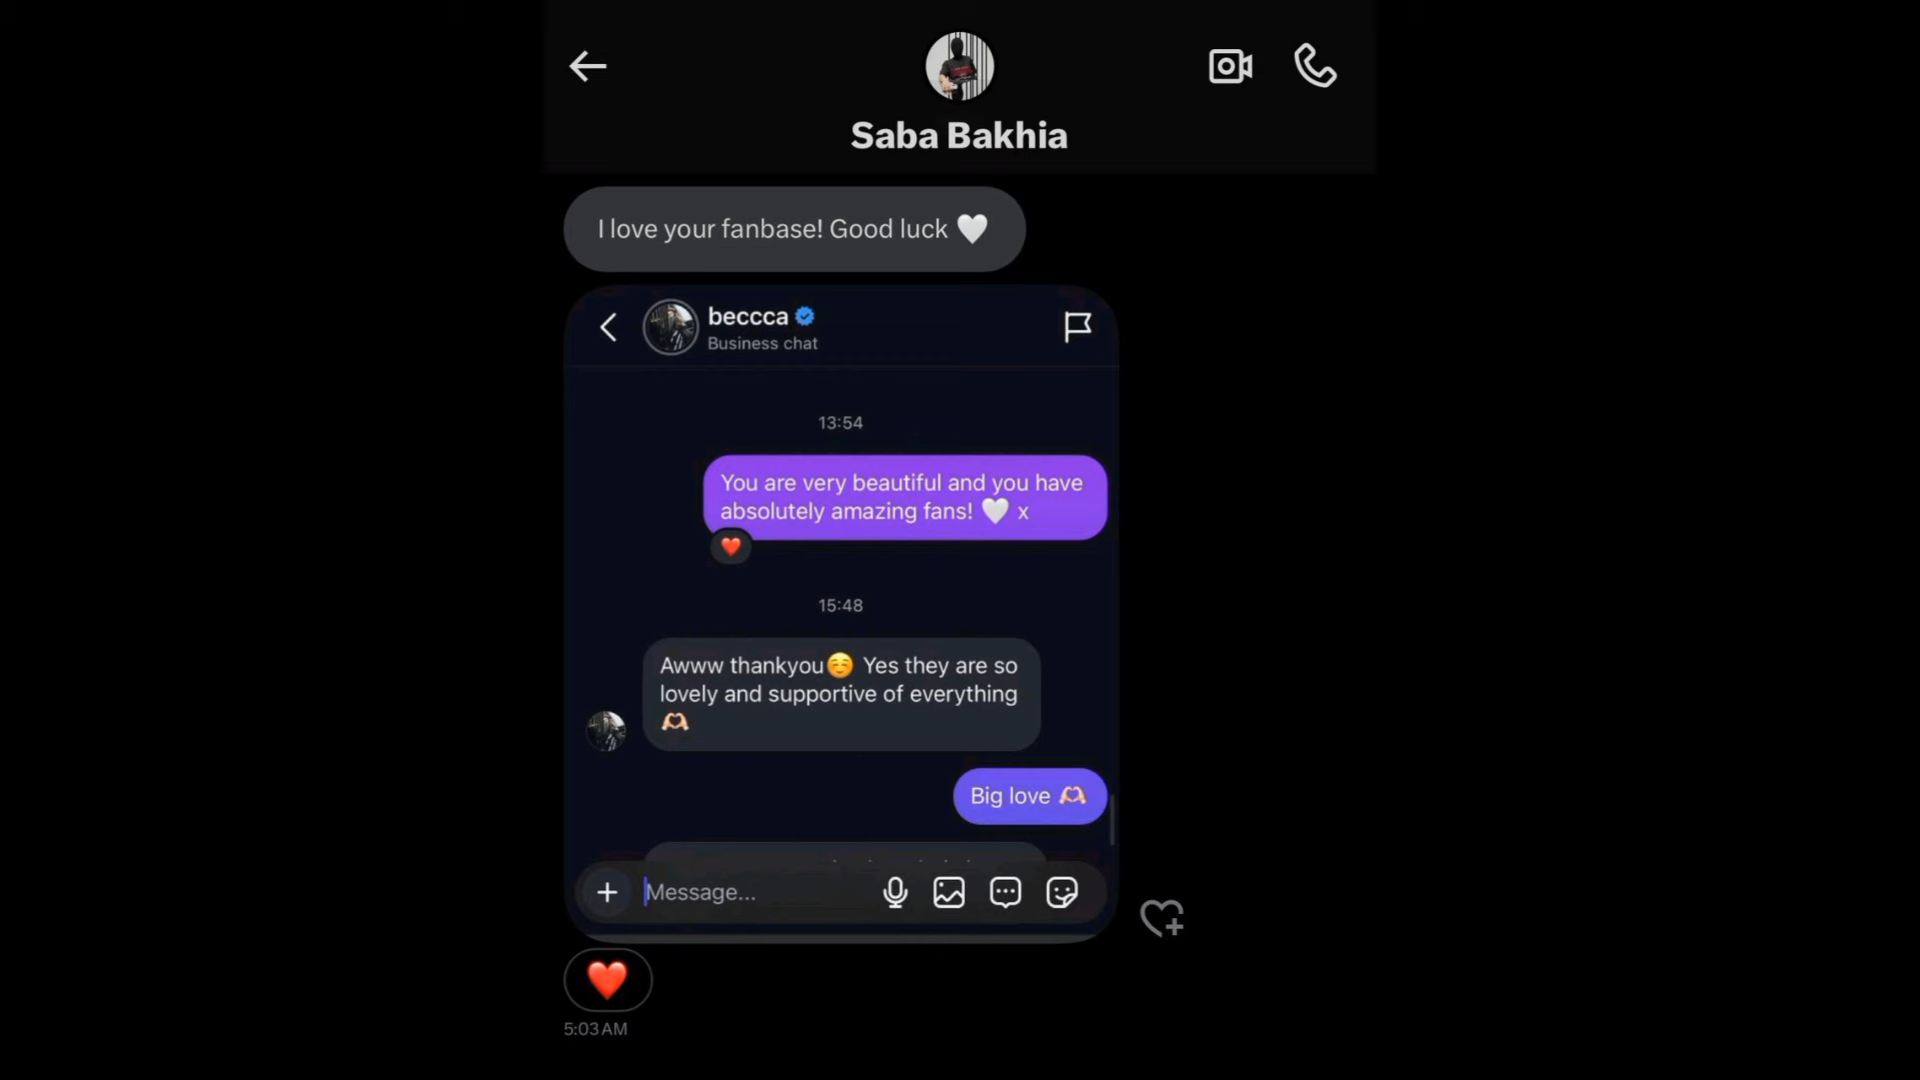 Saba Bakhia
I love your fanbase! Good luck 🤍
beccca
Business chat
13:54
You are very beautiful and you have
absolutely amazing fans! 🤍 x
❤️
15:48
Awww thankyou☺️ Yes they are so
lovely and supportive of everything
🫶🏻
Big love 🫶🏻
Message...
❤️
5:03 AM